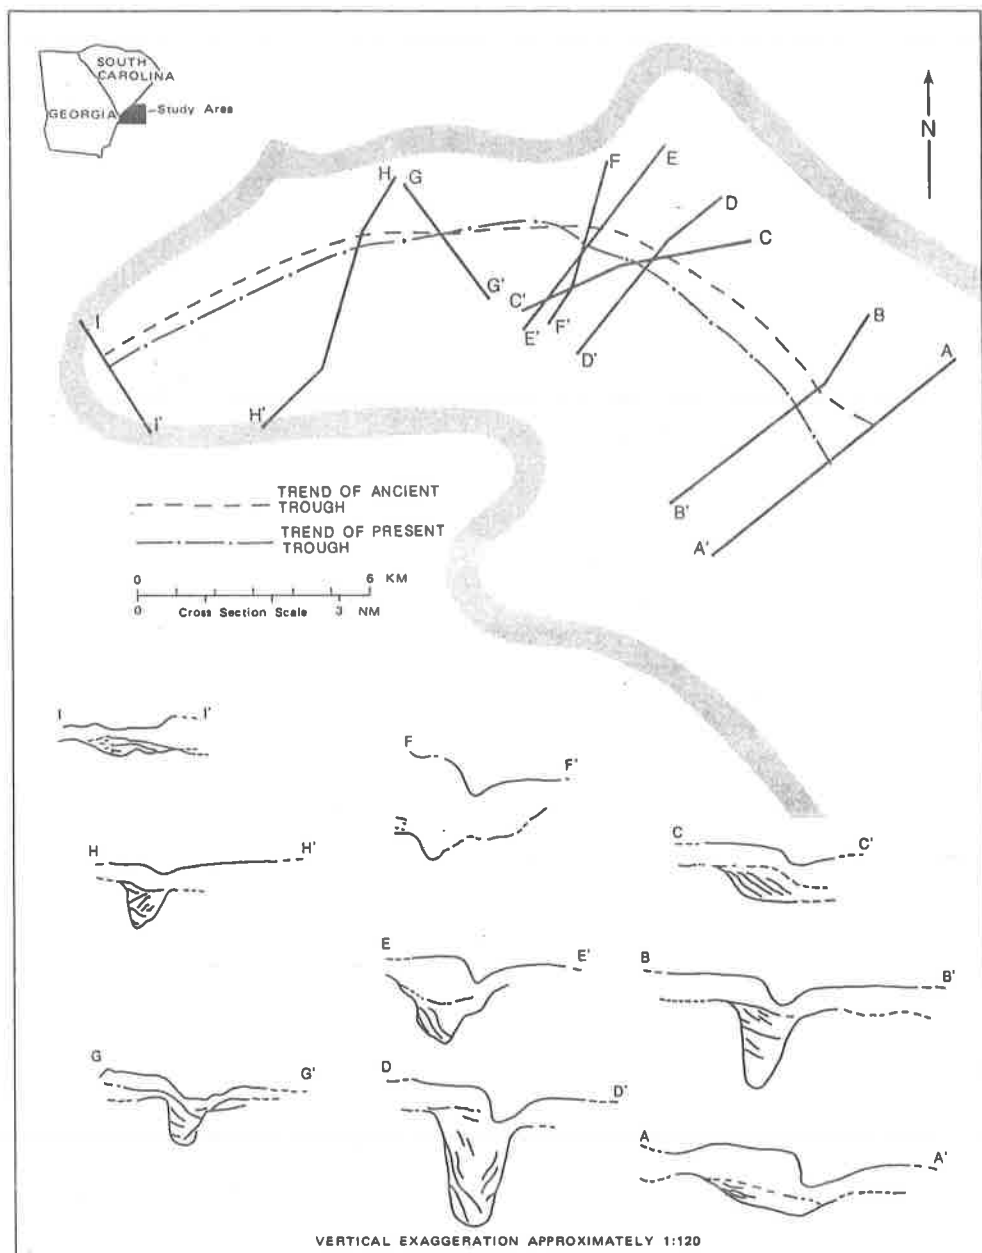 SOUTH
CAROLINA
GEORGIA
Study Area
N
H
G
F
E
D
C
G'
C'
E'
F'
D'
I
B
A
H'
I'
TREND OF ANCIENT
TROUGH
TREND OF PRESENT
TROUGH
B'
A'
0 6 KM
0 Cross Section Scale 3 NM
I I'
F F'
H H'
C C'
E E'
B B'
G G'
D D'
A A'
VERTICAL EXAGGERATION APPROXIMATELY 1:120